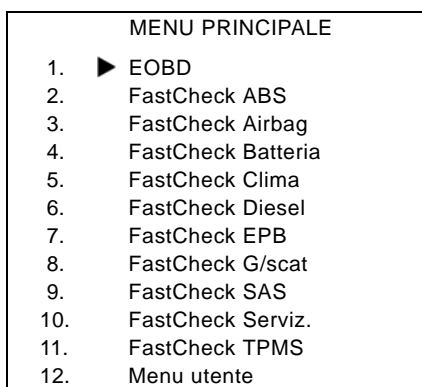 MENU PRINCIPALE
1. ▶ EOBD
2. FastCheck ABS
3. FastCheck Airbag
4. FastCheck Batteria
5. FastCheck Clima
6. FastCheck Diesel
7. FastCheck EPB
8. FastCheck G/scat
9. FastCheck SAS
10. FastCheck Serviz.
11. FastCheck TPMS
12. Menu utente